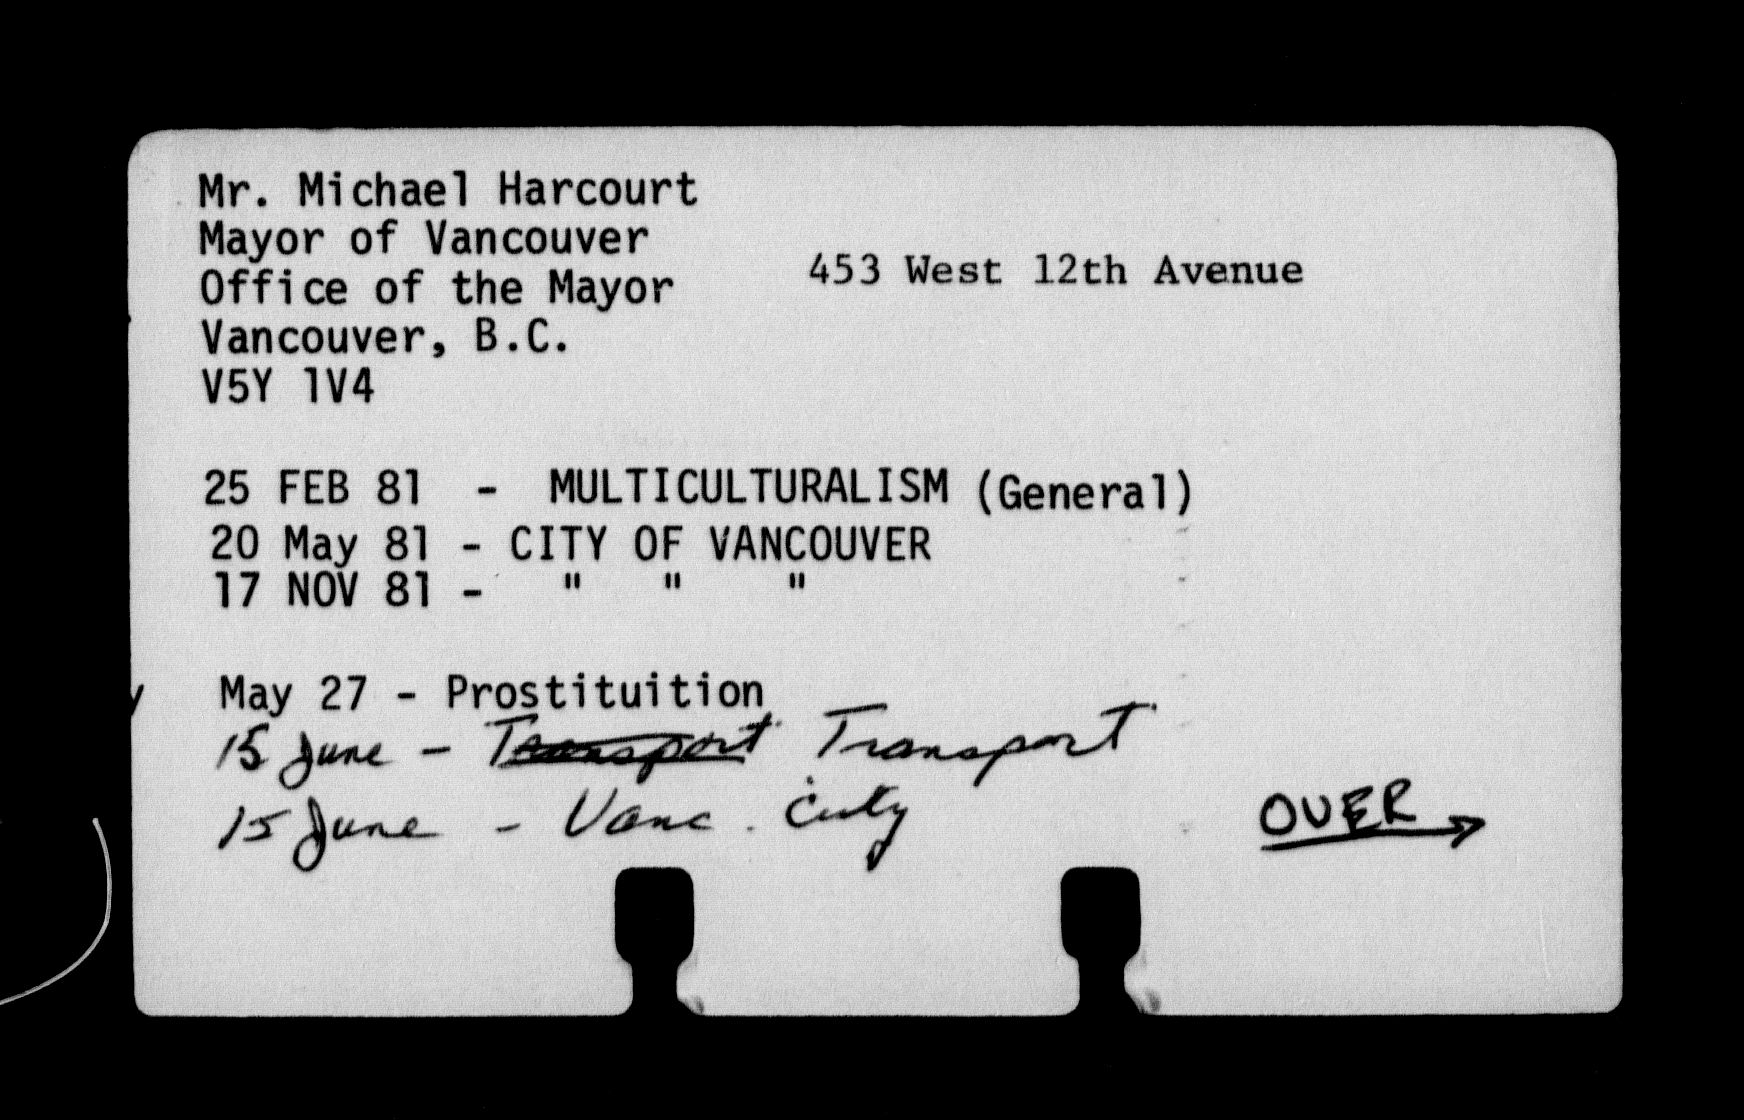 Mr. Michael Harcourt
Mayor of Vancouver
Office of the Mayor
453 West 12th Avenue
Vancouver, B.C.
V5Y 1V4
25 FEB 81 - MULTICULTURALISM (General)
20 May 81 - CITY OF VANCOUVER
17 NOV 81 - " " "
May 27 - Prostituition
15 June - Transport Transport
15 June - Vanc. City
OVER →